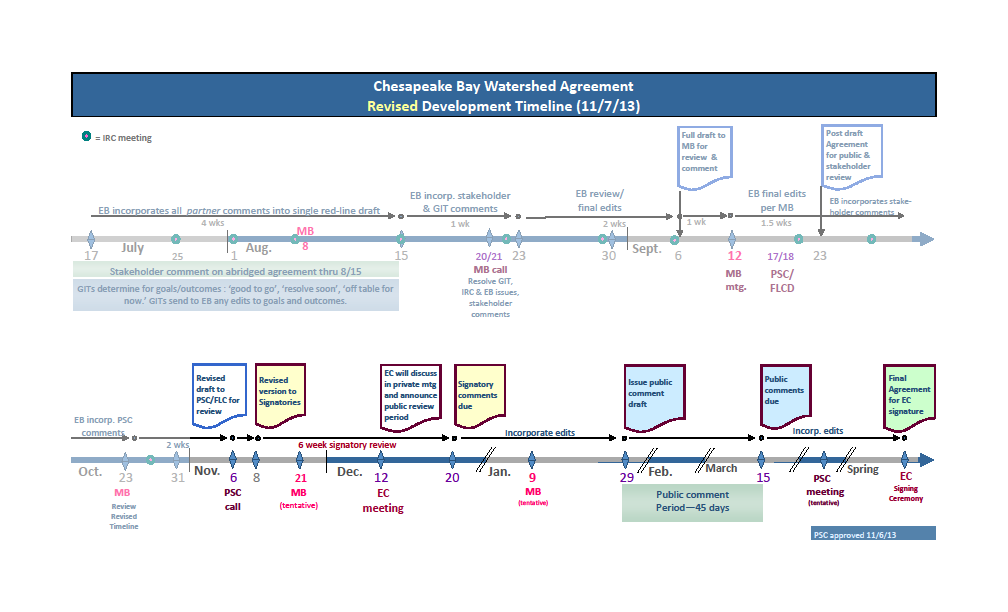 Chesapeake Bay Watershed Agreement
Revised Development Timeline (11/7/13)
= IRC meeting
Full draft to
MB for
review &
comment
Post draft
Agreement
for public &
stakeholder
review
EB incorporates all partner comments into single red-line draft
EB incorp. stakeholder
& GIT comments
EB review/
final edits
EB final edits
per MB
EB incorporates stake-
holder comments
4 wks
1 wk
2 wks
1 wk
1.5 wks
July
Aug.
MB
8
Sept.
17
25
1
15
20/21
23
30
6
12
17/18
23
MB call
Resolve GIT,
IRC & EB issues,
stakeholder
comments
MB
mtg.
PSC/
FLCD
Stakeholder comment on abridged agreement thru 8/15
GITs determine for goals/outcomes : ‘good to go’, ‘resolve soon’, ‘off table for
now.’ GITs send to EB any edits to goals and outcomes.
Revised
draft to
PSC/FLC for
review
Revised
version to
Signatories
EC will discuss
in private mtg
and announce
public review
period
Signatory
comments
due
Issue public
comment
draft
Public
comments
due
Final
Agreement
for EC
signature
EB incorp. PSC
comments
2 wks
6 week signatory review
Incorporate edits
Incorp. edits
Oct.
Nov.
Dec.
Jan.
Feb.
March
Spring
23
31
6
8
21
12
20
9
29
15
MB
Review
Revised
Timeline
PSC
call
MB
(tentative)
EC
meeting
MB
(tentative)
Public comment
Period—45 days
PSC
meeting
(tentative)
EC
Signing
Ceremony
PSC approved 11/6/13